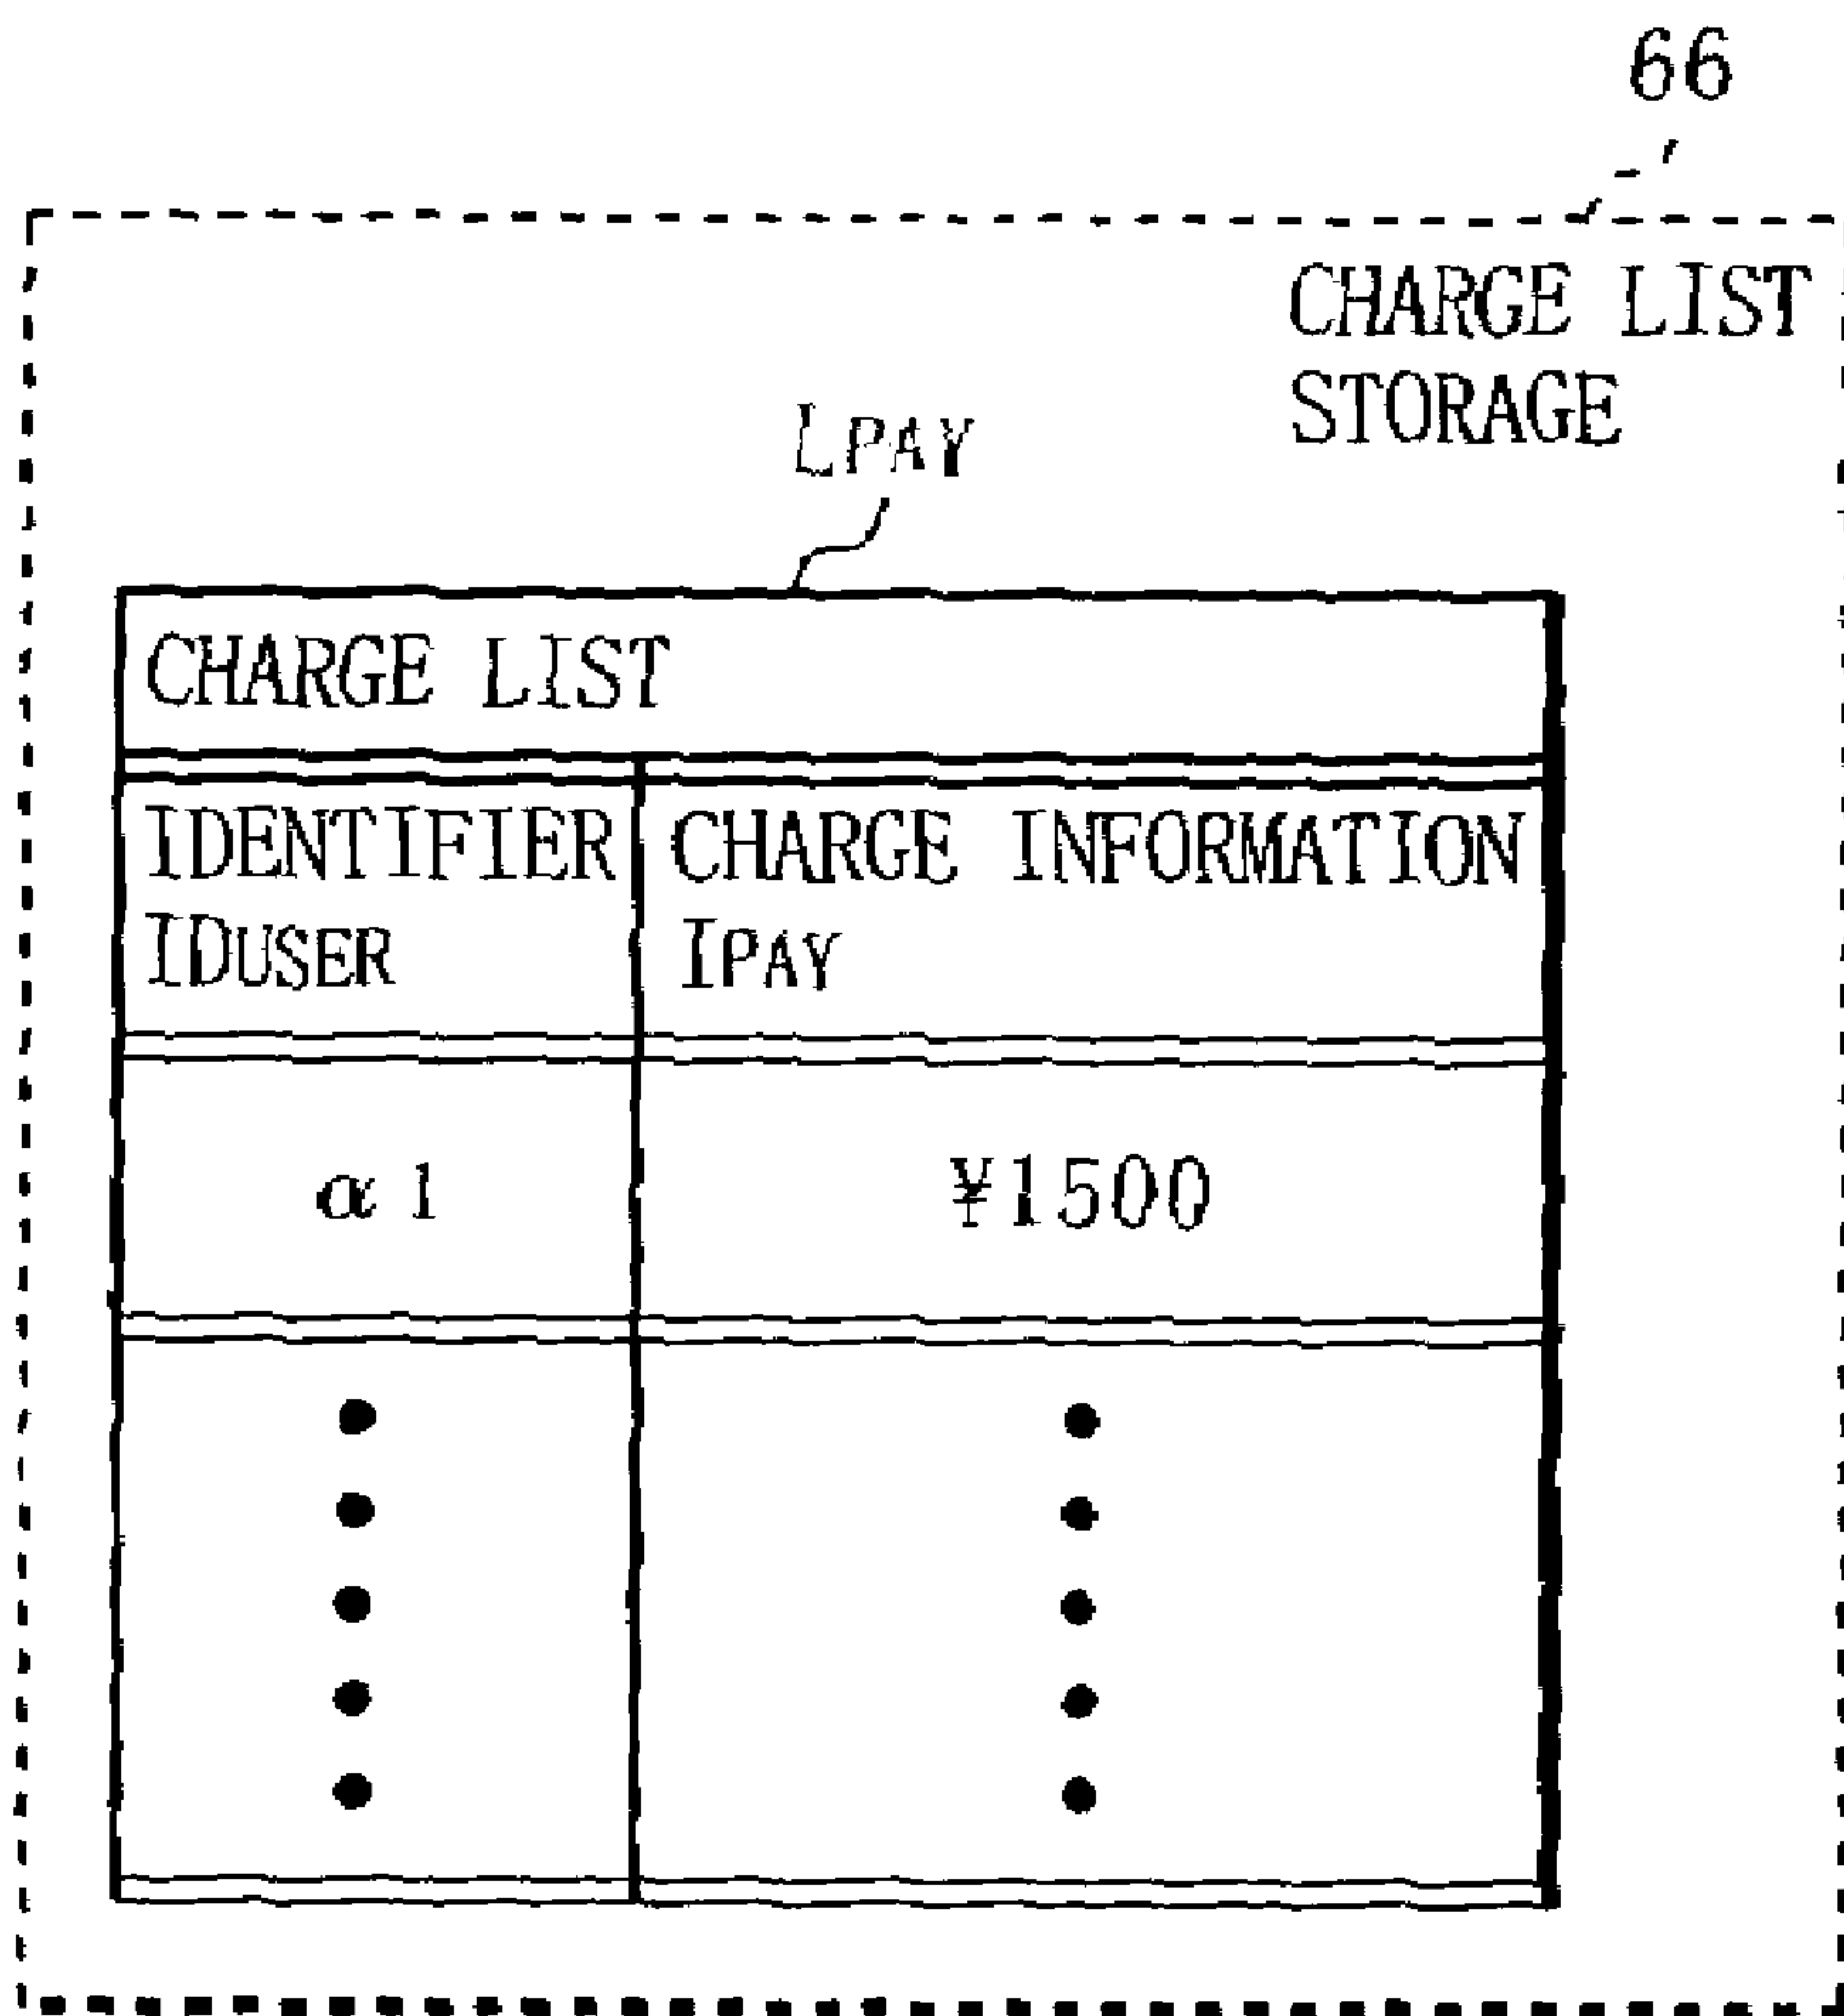 66
CHARGE LIST
STORAGE
LPAY
CHARGE LIST
IDENTIFIER
IDUSER
CHARGE INFORMATION
IPAY
α1
¥1500